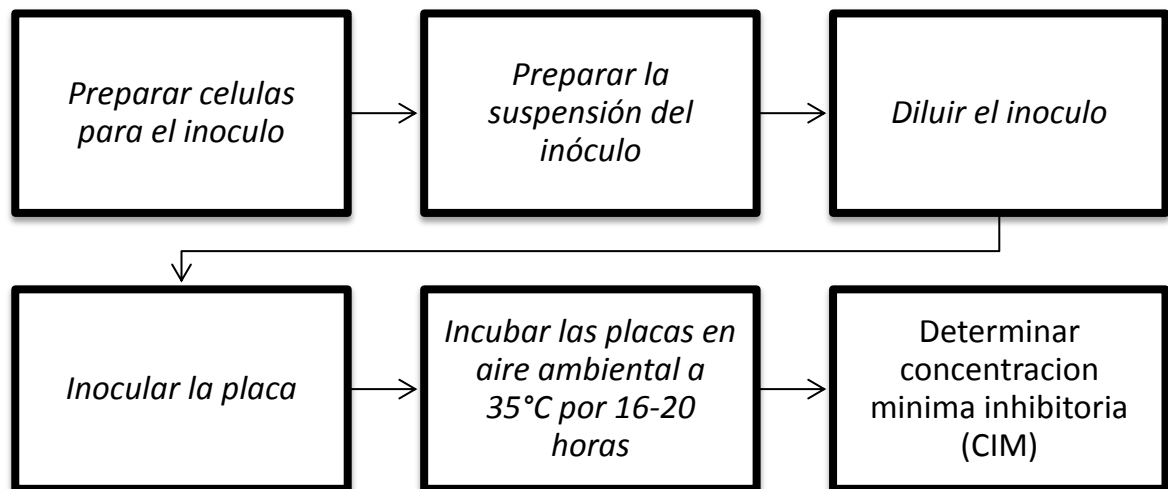 Preparar celulas
para el inoculo
Preparar la
suspensión del
inóculo
Diluir el inoculo
Inocular la placa
Incubar las placas en
aire ambiental a
35°C por 16-20
horas
Determinar
concentracion
minima inhibitoria
(CIM)